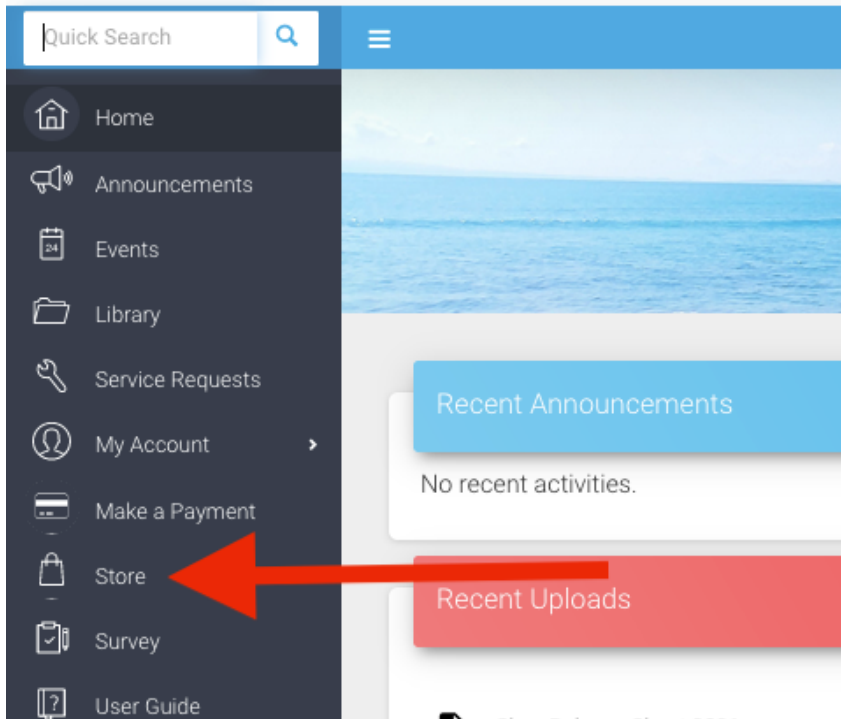 Quick Search
Home
Announcements
24
Events
Library
Service Requests
My Account
Make a Payment
Store
Survey
?
User Guide
Recent Announcements
No recent activities.
Recent Uploads